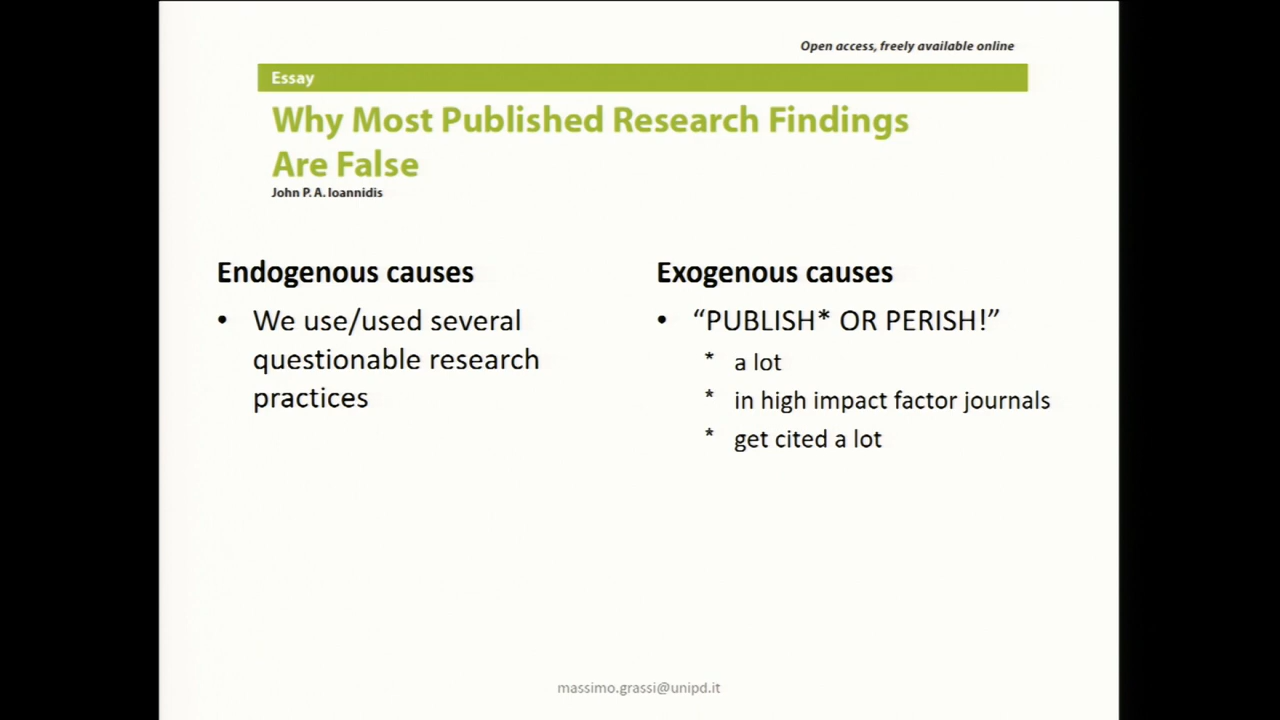 Open access, freely available online
Essay
Why Most Published Research Findings
Are False
John P. A. Ioannidis
Endogenous causes
• We use/used several
questionable research
practices
Exogenous causes
• “PUBLISH* OR PERISH!”
* a lot
* in high impact factor journals
* get cited a lot
massimo.grassi@unipd.it